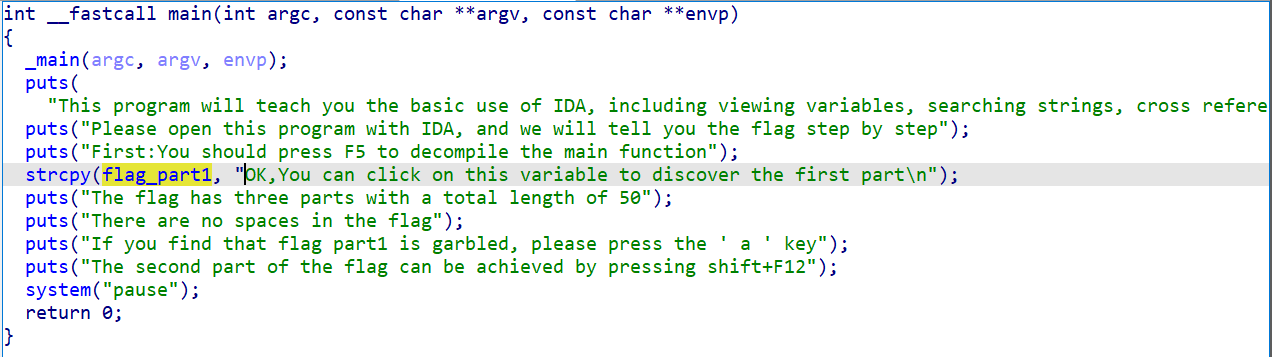 int __fastcall main(int argc, const char **argv, const char **envp)
{
_main(argc, argv, envp);
puts(
"This program will teach you the basic use of IDA, including viewing variables, searching strings, cross refere
puts("Please open this program with IDA, and we will tell you the flag step by step");
puts("First:You should press F5 to decompile the main function");
strcpy(flag_part1, "OK,You can click on this variable to discover the first part\n");
puts("The flag has three parts with a total length of 50");
puts("There are no spaces in the flag");
puts("If you find that flag part1 is garbled, please press the ' a ' key");
puts("The second part of the flag can be achieved by pressing shift+F12");
system("pause");
return 0;
}